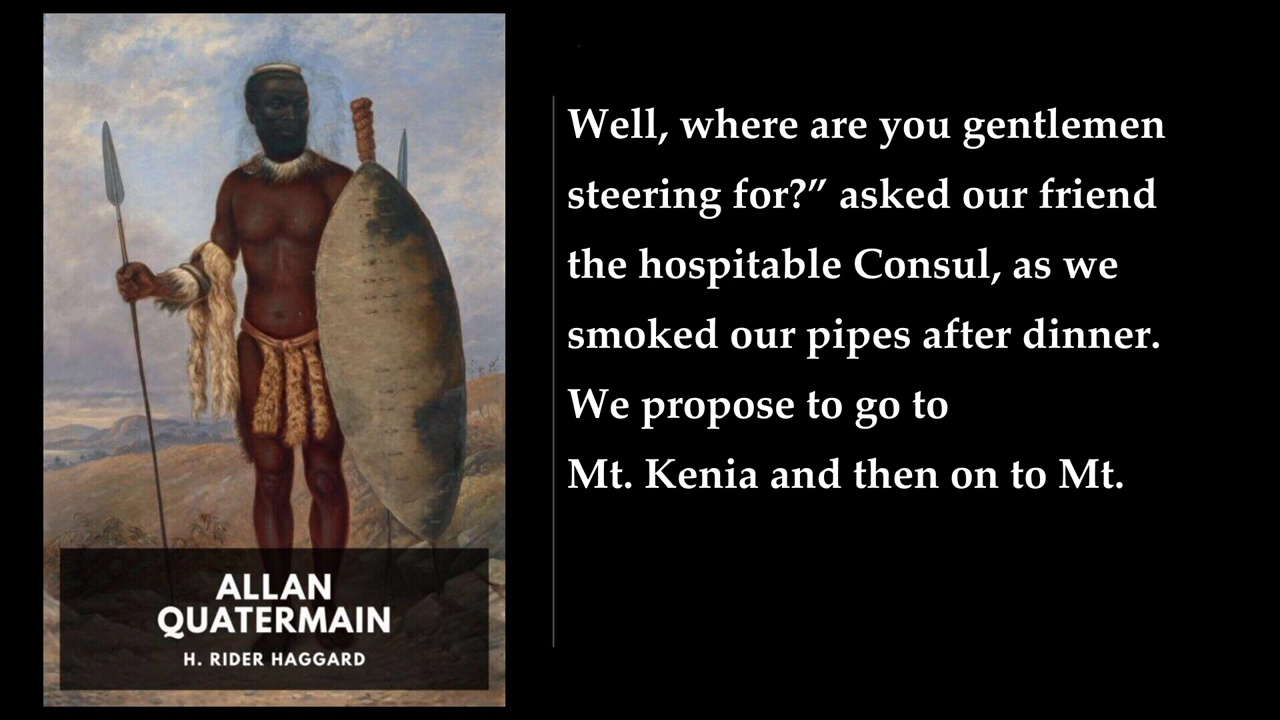 Well, where are you gentlemen
steering for?” asked our friend
the hospitable Consul, as we
smoked our pipes after dinner.
We propose to go to
Mt. Kenia and then on to Mt.
ALLAN
QUATERMAIN
H. RIDER HAGGARD